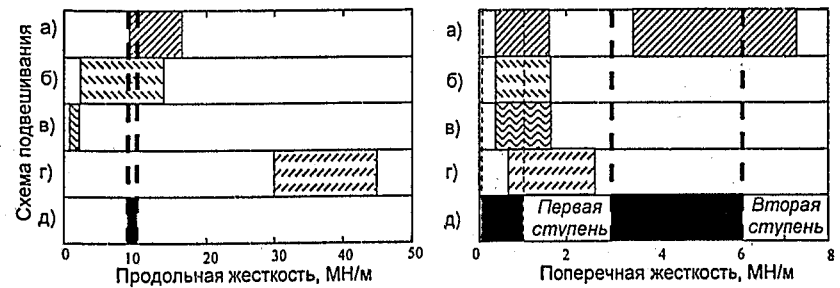 Схема подвешивания
а)
б)
в)
г)
д)
0 10 20 30 40 50
Продольная жесткость, МН/м
а)
б)
в)
г)
д)
Первая
ступень
Вторая
ступень
0 2 4 6 8
Поперечная жесткость, МН/м